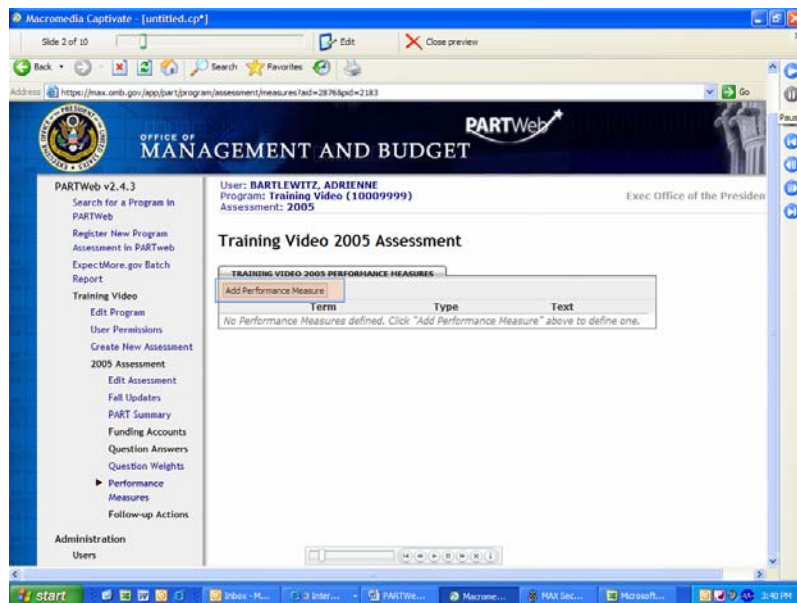 Macromedia Captivate - [untitled.cp*]
Slide 2 of 10 Edit Close preview
Back Search Favorites
Address https://max.omb.gov/app/part/program/assessment/measures?aid=2876&pid=2183 Go
Paus
PARTWeb
OFFICE OF
MANAGEMENT AND BUDGET
PARTWeb v2.4.3
Search for a Program in
PARTWeb
Register New Program
Assessment in PARTweb
ExpectMore.gov Batch
Report
Training Video
Edit Program
User Permissions
Create New Assessment
2005 Assessment
Edit Assessment
Fall Updates
PART Summary
Funding Accounts
Question Answers
Question Weights
Performance
Measures
Follow-up Actions
Administration
Users
User: BARTLEWITZ, ADRIENNE
Program: Training Video (10009999)
Assessment: 2005
Exec Office of the Presiden
Training Video 2005 Assessment
TRAINING VIDEO 2005 PERFORMANCE MEASURES
Add Performance Measure
Term Type Text
No Performance Measures defined. Click "Add Performance Measure" above to define one.
start Inbox - M... 3 Inter... PARTWe... Macrome... MAX Sec... Microsoft... 2:40 PM